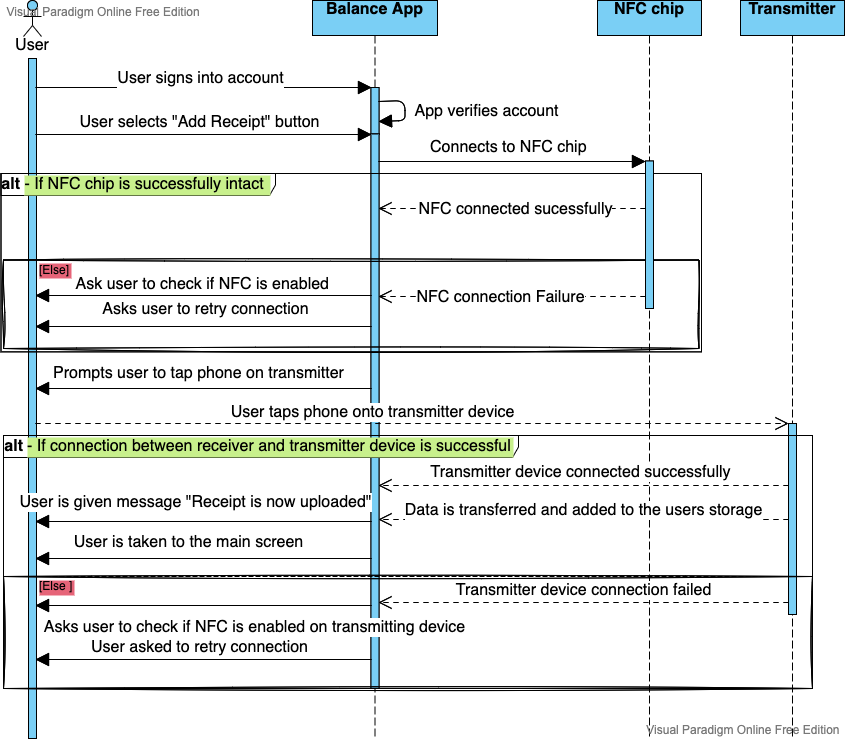 Visual Paradigm Online Free Edition
User
Balance App
NFC chip
Transmitter
User signs into account
App verifies account
User selects "Add Receipt" button
Connects to NFC chip
alt - If NFC chip is successfully intact
NFC connected sucessfully
[Else]
Ask user to check if NFC is enabled
NFC connection Failure
Asks user to retry connection
Prompts user to tap phone on transmitter
User taps phone onto transmitter device
alt - If connection between receiver and transmitter device is successful
Transmitter device connected successfully
User is given message "Receipt is now uploaded"
Data is transferred and added to the users storage
User is taken to the main screen
[Else ]
Transmitter device connection failed
Asks user to check if NFC is enabled on transmitting device
User asked to retry connection
Visual Paradigm Online Free Edition